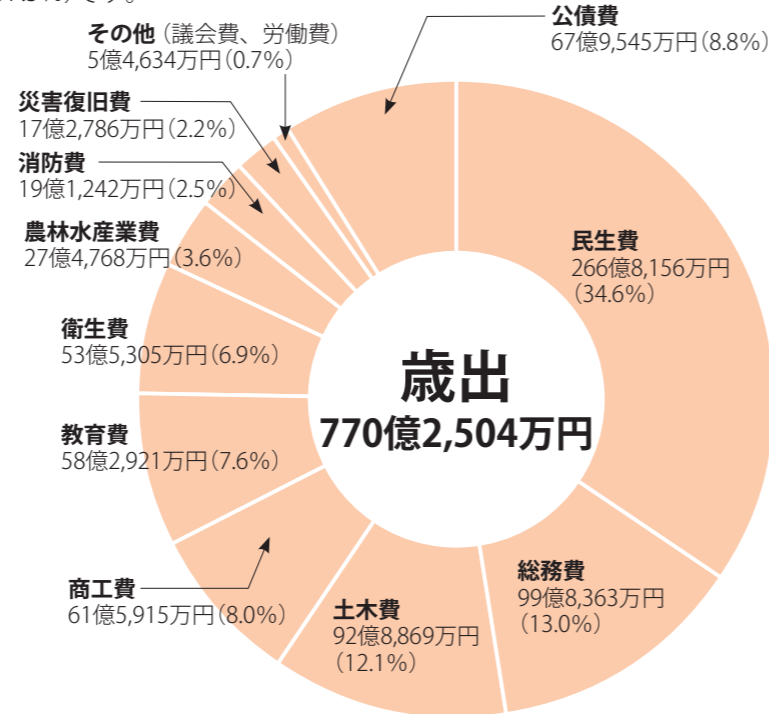 です。
その他（議会費、労働費）
5億4,634万円（0.7%）
公債費
67億9,545万円（8.8%）
災害復旧費
17億2,786万円（2.2%）
消防費
19億1,242万円（2.5%）
農林水産業費
27億4,768万円（3.6%）
民生費
266億8,156万円
（34.6%）
衛生費
53億5,305万円（6.9%）
歳出
770億2,504万円
教育費
58億2,921万円（7.6%）
商工費
61億5,915万円（8.0%）
土木費
92億8,869万円
（12.1%）
総務費
99億8,363万円
（13.0%）